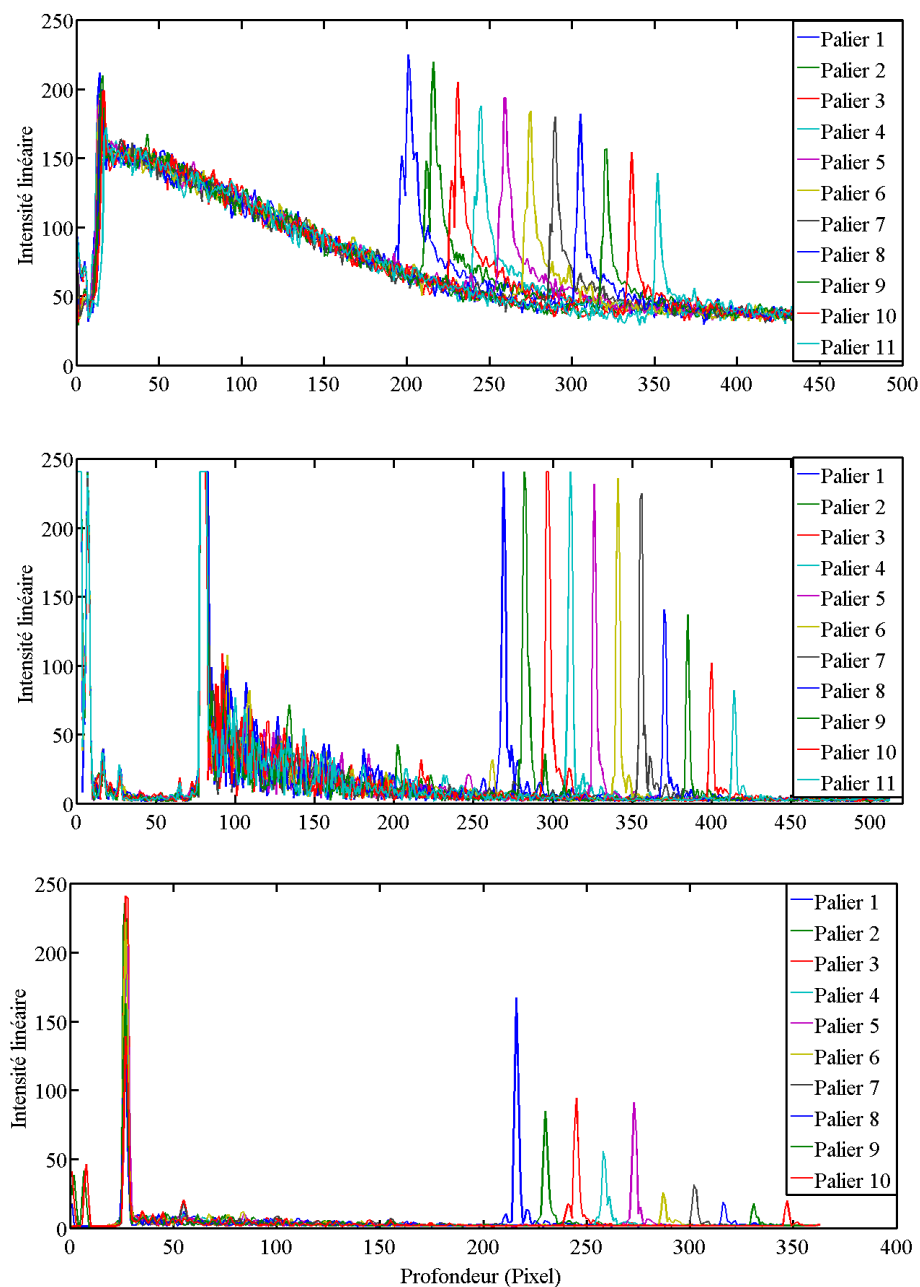 250
200
150
100
50
0
Intensité linéaire
0 50 100 150 200 250 300 350 400 450 500
Palier 1
Palier 2
Palier 3
Palier 4
Palier 5
Palier 6
Palier 7
Palier 8
Palier 9
Palier 10
Palier 11
250
200
150
100
50
0
Intensité linéaire
0 50 100 150 200 250 300 350 400 450 500
Palier 1
Palier 2
Palier 3
Palier 4
Palier 5
Palier 6
Palier 7
Palier 8
Palier 9
Palier 10
Palier 11
250
200
150
100
50
0
Intensité linéaire
0 50 100 150 200 250 300 350 400
Palier 1
Palier 2
Palier 3
Palier 4
Palier 5
Palier 6
Palier 7
Palier 8
Palier 9
Palier 10
Profondeur (Pixel)